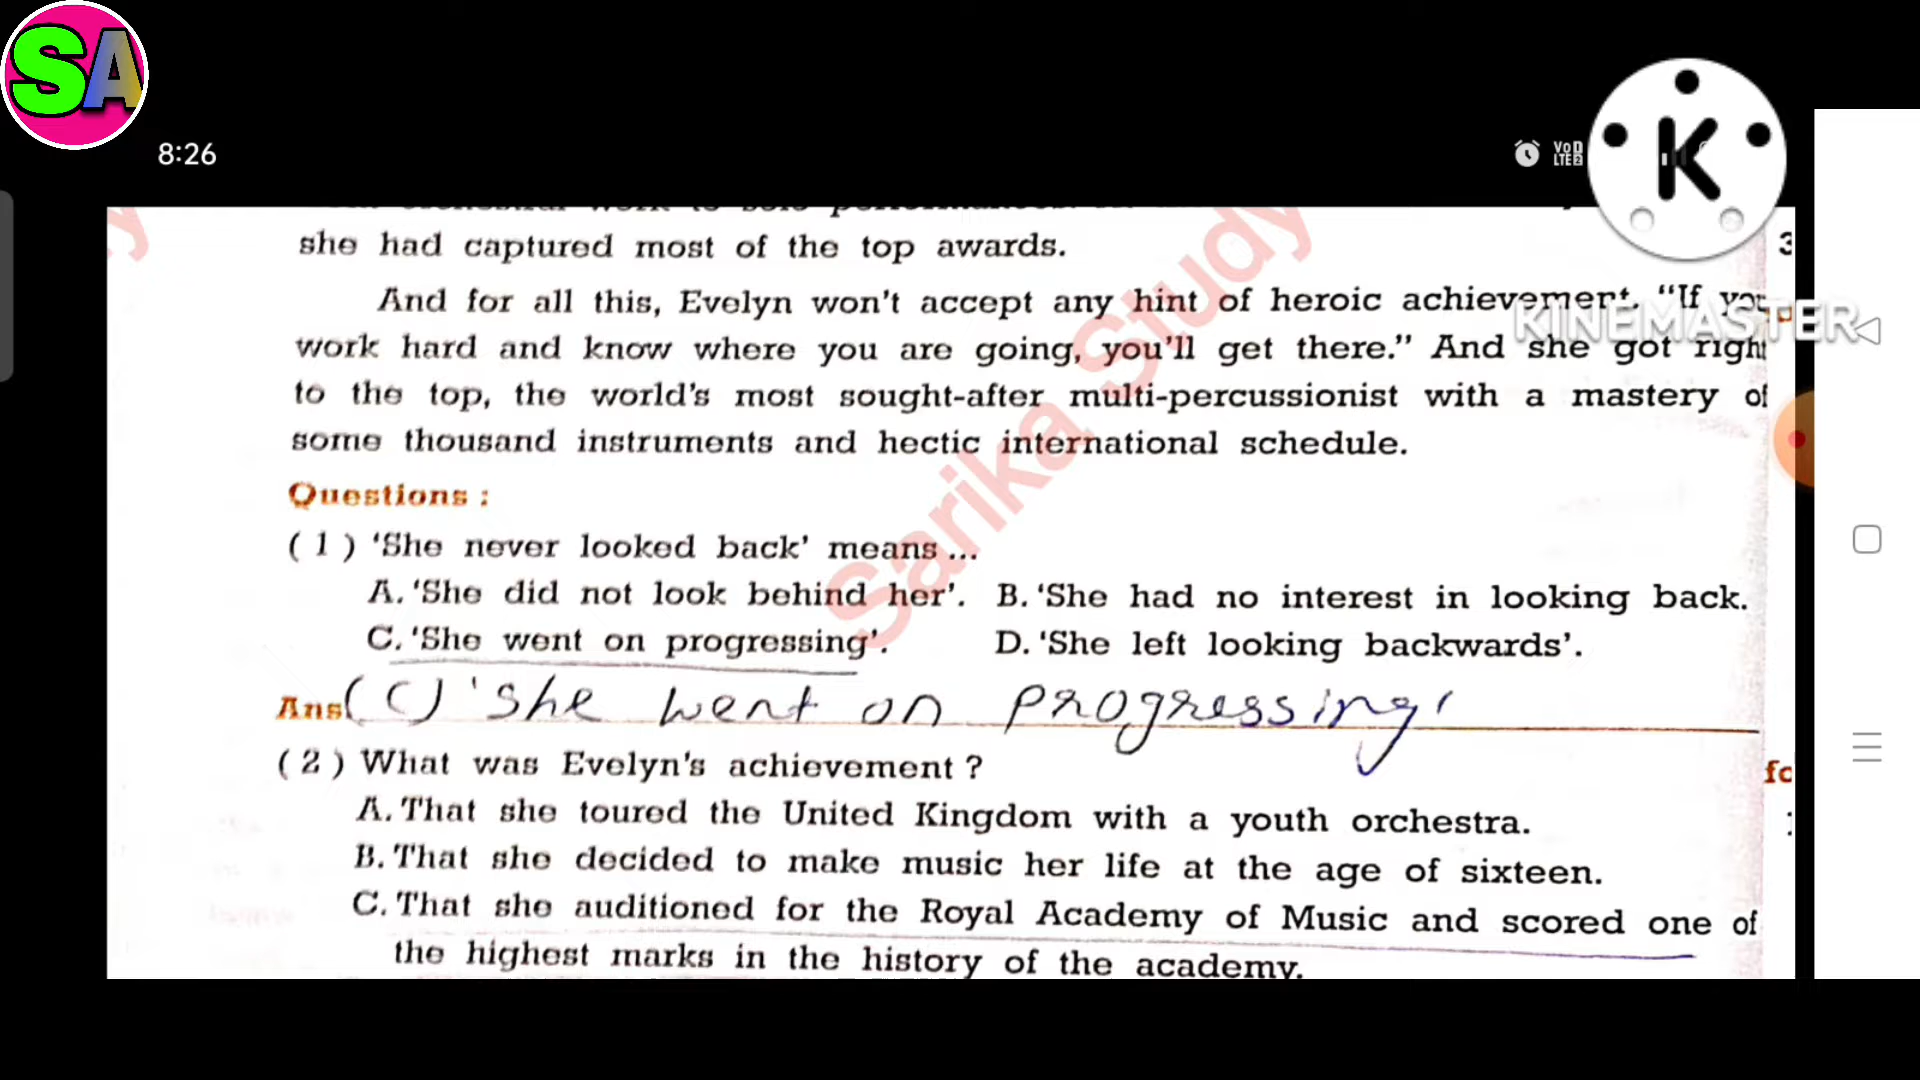 SA
8:26
VoD
LTE2
K
KINEMASTER
Sarika Study
she had captured most of the top awards.
And for all this, Evelyn won't accept any hint of heroic achievement. "If you
work hard and know where you are going, you'll get there." And she got right
to the top, the world's most sought-after multi-percussionist with a mastery of
some thousand instruments and hectic international schedule.
Questions :
( 1 ) 'She never looked back' means ...
A. 'She did not look behind her'. B. 'She had no interest in looking back.
C. 'She went on progressing'. D. 'She left looking backwards'.
Ans (C) 'she went on progressing'
( 2 ) What was Evelyn's achievement ?
A. That she toured the United Kingdom with a youth orchestra.
B. That she decided to make music her life at the age of sixteen.
C. That she auditioned for the Royal Academy of Music and scored one of
the highest marks in the history of the academy.